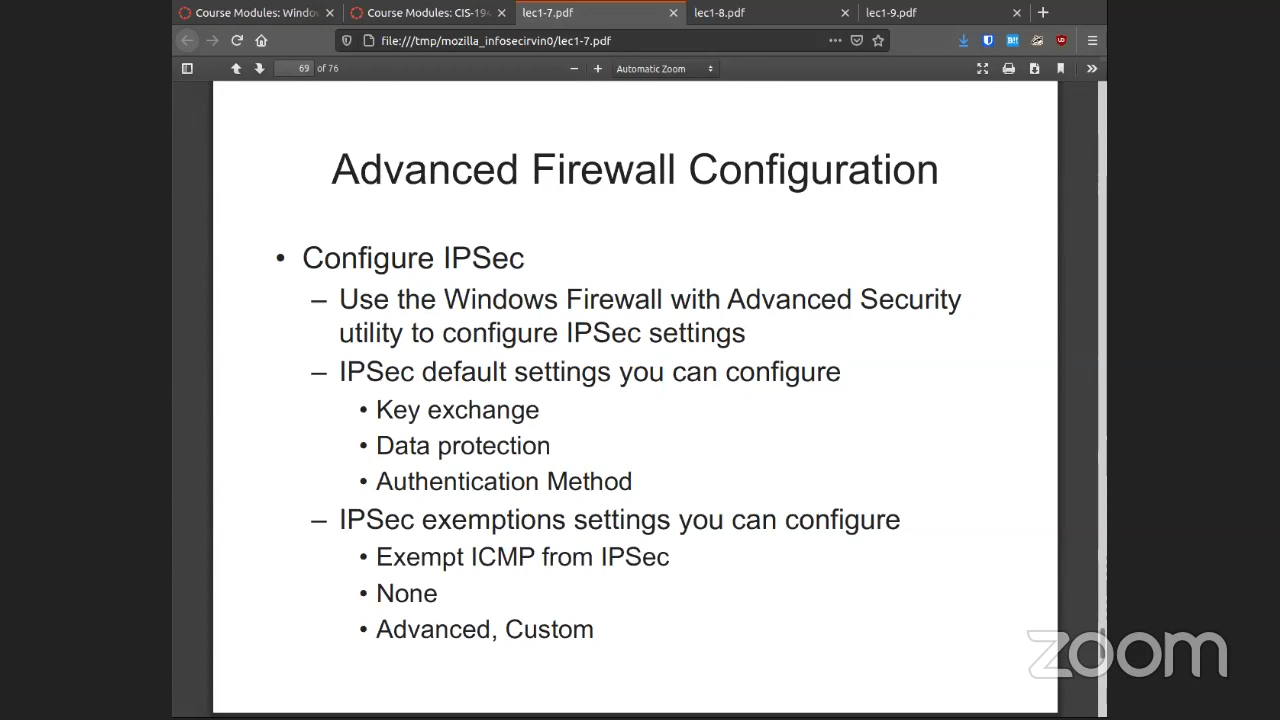 Course Modules: Windov
Course Modules: CIS-194
lec1-7.pdf
lec1-8.pdf
lec1-9.pdf
file:///tmp/mozilla_infosecirvin0/lec1-7.pdf
69 of 76
Automatic Zoom
Advanced Firewall Configuration
• Configure IPSec
– Use the Windows Firewall with Advanced Security
utility to configure IPSec settings
– IPSec default settings you can configure
• Key exchange
• Data protection
• Authentication Method
– IPSec exemptions settings you can configure
• Exempt ICMP from IPSec
• None
• Advanced, Custom
zoom